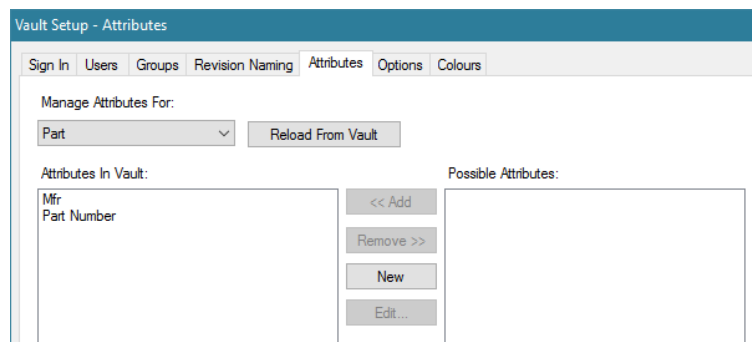 Vault Setup - Attributes
Sign In Users Groups Revision Naming Attributes Options Colours
Manage Attributes For:
Part Reload From Vault
Attributes In Vault: Possible Attributes:
Mfr
Part Number
<< Add
Remove >>
New
Edit...